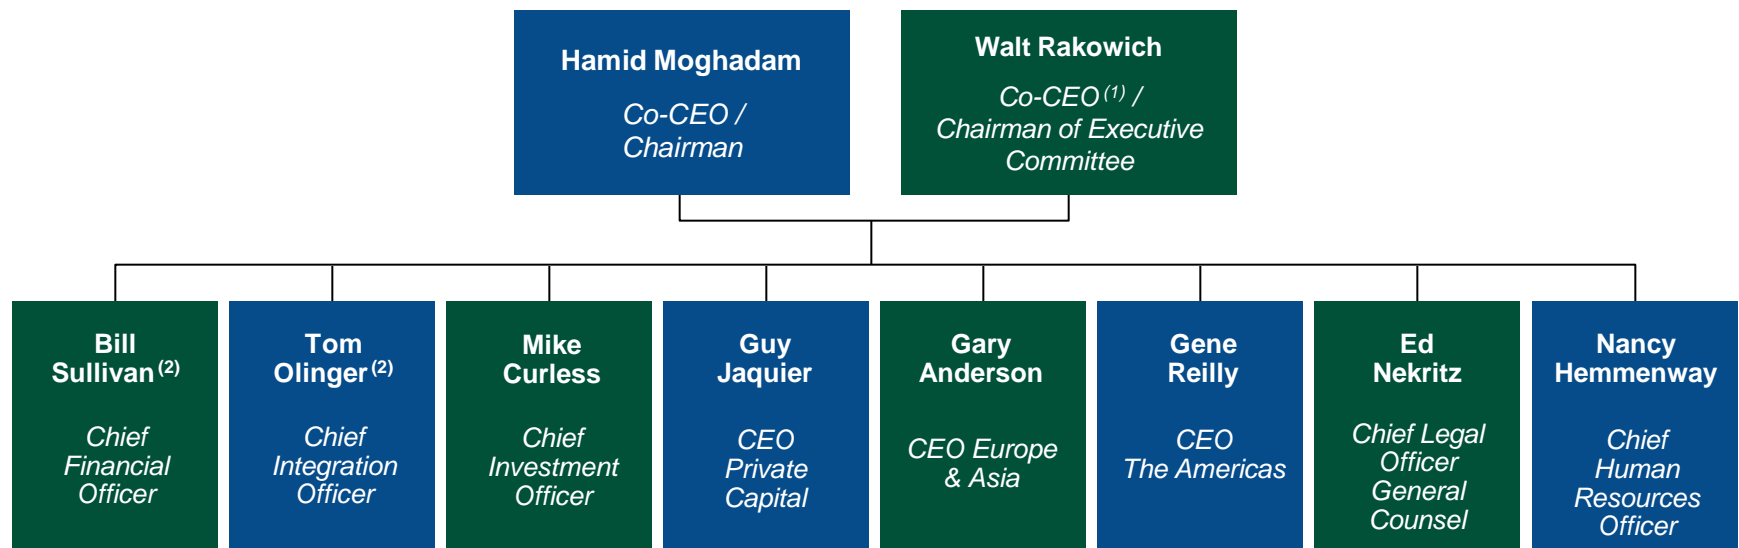 Hamid Moghadam
Co-CEO /
Chairman
Walt Rakowich
Co-CEO (1) /
Chairman of Executive
Committee
Bill
Sullivan (2)
Chief
Financial
Officer
Tom
Olinger (2)
Chief
Integration
Officer
Mike
Curless
Chief
Investment
Officer
Guy
Jaquier
CEO
Private
Capital
Gary
Anderson
CEO Europe
& Asia
Gene
Reilly
CEO
The Americas
Ed
Nekritz
Chief Legal
Officer
General
Counsel
Nancy
Hemmenway
Chief
Human
Resources
Officer